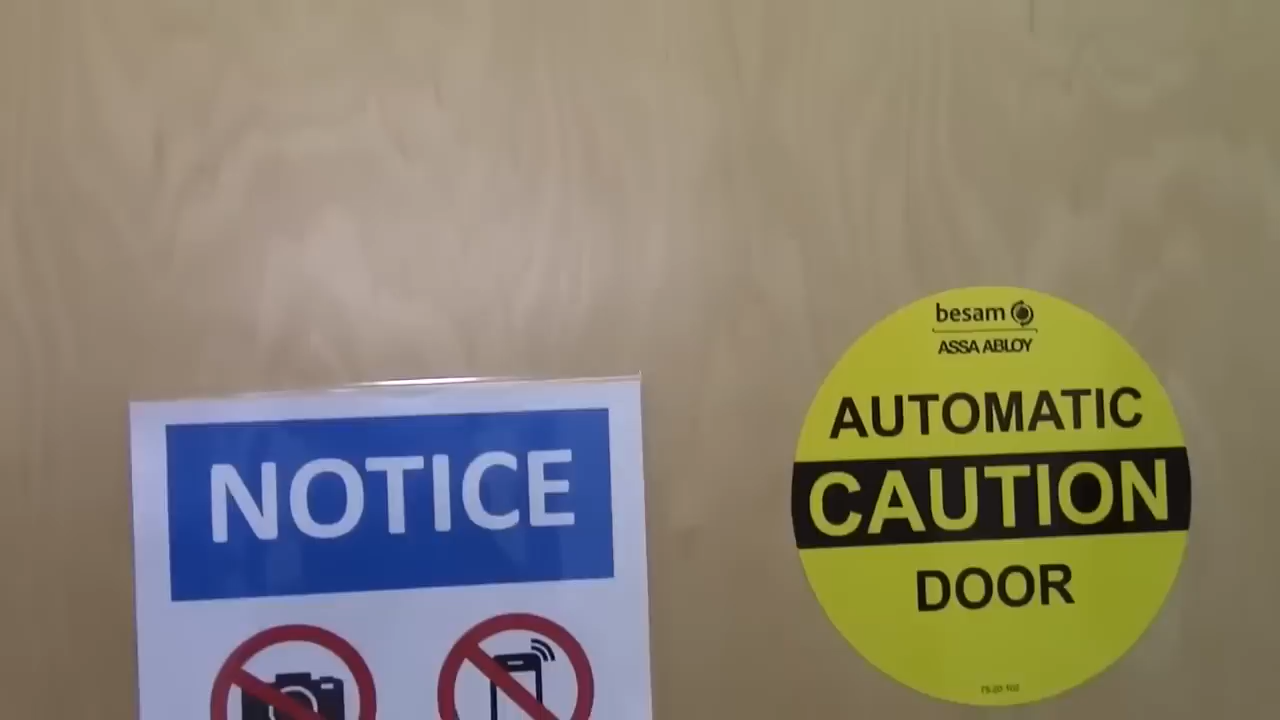 NOTICE
besam
ASSA ABLOY
AUTOMATIC
CAUTION
DOOR